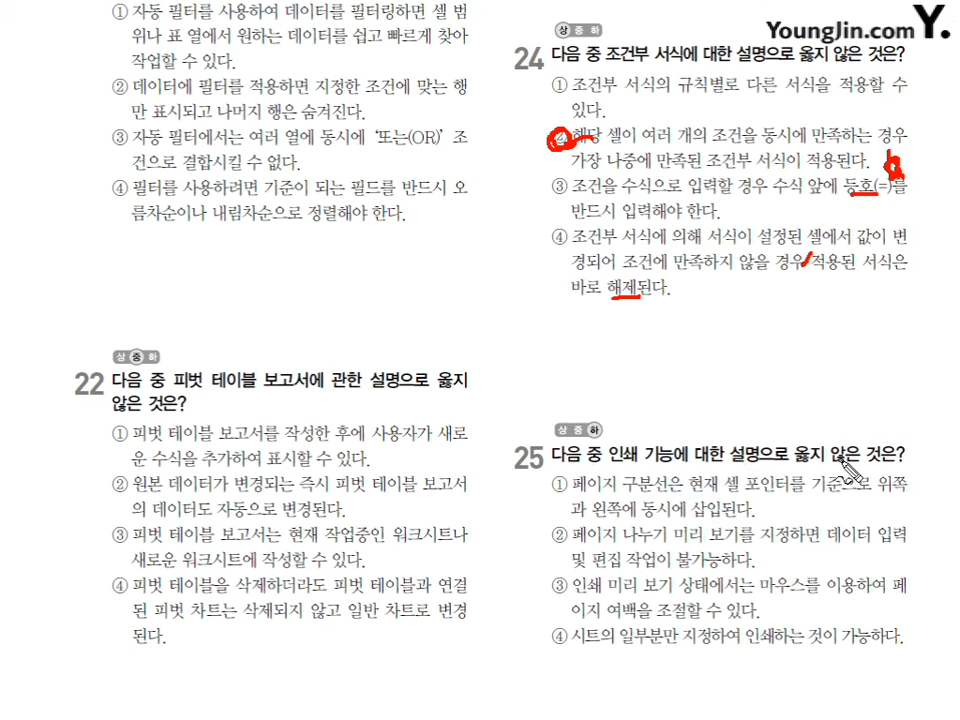 ① 자동 필터를 사용하여 데이터를 필터링하면 셀 범
위나 표 열에서 원하는 데이터를 쉽고 빠르게 찾아
작업할 수 있다.
② 데이터에 필터를 적용하면 지정한 조건에 맞는 행
만 표시되고 나머지 행은 숨겨진다.
③ 자동 필터에서는 여러 열에 동시에 ‘또는(OR)’ 조
건으로 결합시킬 수 없다.
④ 필터를 사용하려면 기준이 되는 필드를 반드시 오
름차순이나 내림차순으로 정렬해야 한다.
상 중 하
22 다음 중 피벗 테이블 보고서에 관한 설명으로 옳지
않은 것은?
① 피벗 테이블 보고서를 작성한 후에 사용자가 새로
운 수식을 추가하여 표시할 수 있다.
② 원본 데이터가 변경되는 즉시 피벗 테이블 보고서
의 데이터도 자동으로 변경된다.
③ 피벗 테이블 보고서는 현재 작업중인 워크시트나
새로운 워크시트에 작성할 수 있다.
④ 피벗 테이블을 삭제하더라도 피벗 테이블과 연결
된 피벗 차트는 삭제되지 않고 일반 차트로 변경
된다.
YoungJin.com Y.
상 중 하
24 다음 중 조건부 서식에 대한 설명으로 옳지 않은 것은?
① 조건부 서식의 규칙별로 다른 서식을 적용할 수
있다.
② 해당 셀이 여러 개의 조건을 동시에 만족하는 경우
가장 나중에 만족된 조건부 서식이 적용된다.
③ 조건을 수식으로 입력할 경우 수식 앞에 등호(=)를
반드시 입력해야 한다.
④ 조건부 서식에 의해 서식이 설정된 셀에서 값이 변
경되어 조건에 만족하지 않을 경우 적용된 서식은
바로 해제된다.
상 중 하
25 다음 중 인쇄 기능에 대한 설명으로 옳지 않은 것은?
① 페이지 구분선은 현재 셀 포인터를 기준으로 위쪽
과 왼쪽에 동시에 삽입된다.
② 페이지 나누기 미리 보기를 지정하면 데이터 입력
및 편집 작업이 불가능하다.
③ 인쇄 미리 보기 상태에서는 마우스를 이용하여 페
이지 여백을 조절할 수 있다.
④ 시트의 일부분만 지정하여 인쇄하는 것이 가능하다.